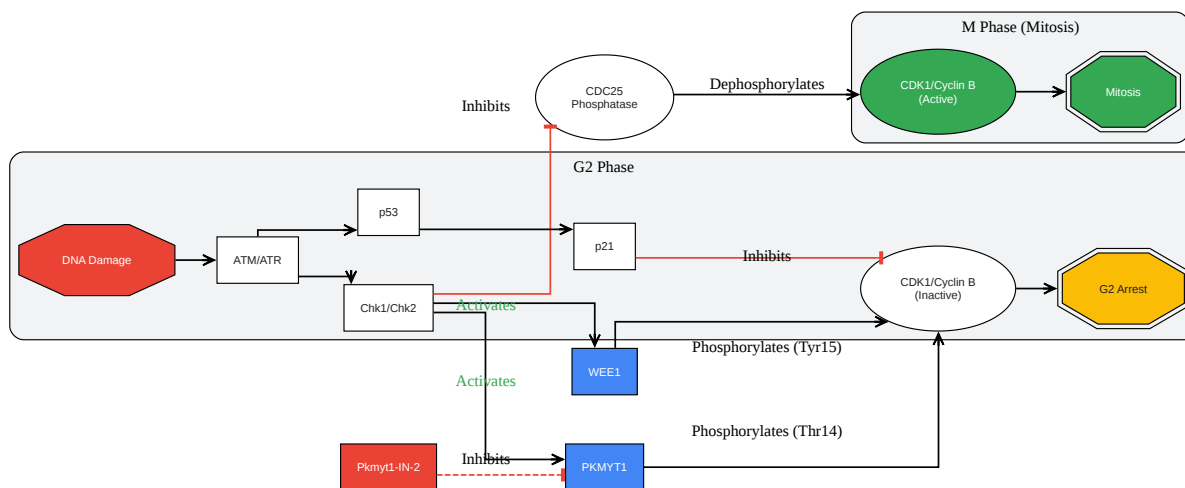 M Phase (Mitosis)
CDC25
Phosphatase
Dephosphorylates
CDK1/Cyclin B
(Active)
Mitosis
Inhibits
G2 Phase
DNA Damage
ATM/ATR
p53
Chk1/Chk2
p21
Inhibits
CDK1/Cyclin B
(Inactive)
G2 Arrest
Activates
WEE1
Phosphorylates (Tyr15)
Activates
Phosphorylates (Thr14)
Pkmyt1-IN-2
Inhibits
PKMYT1